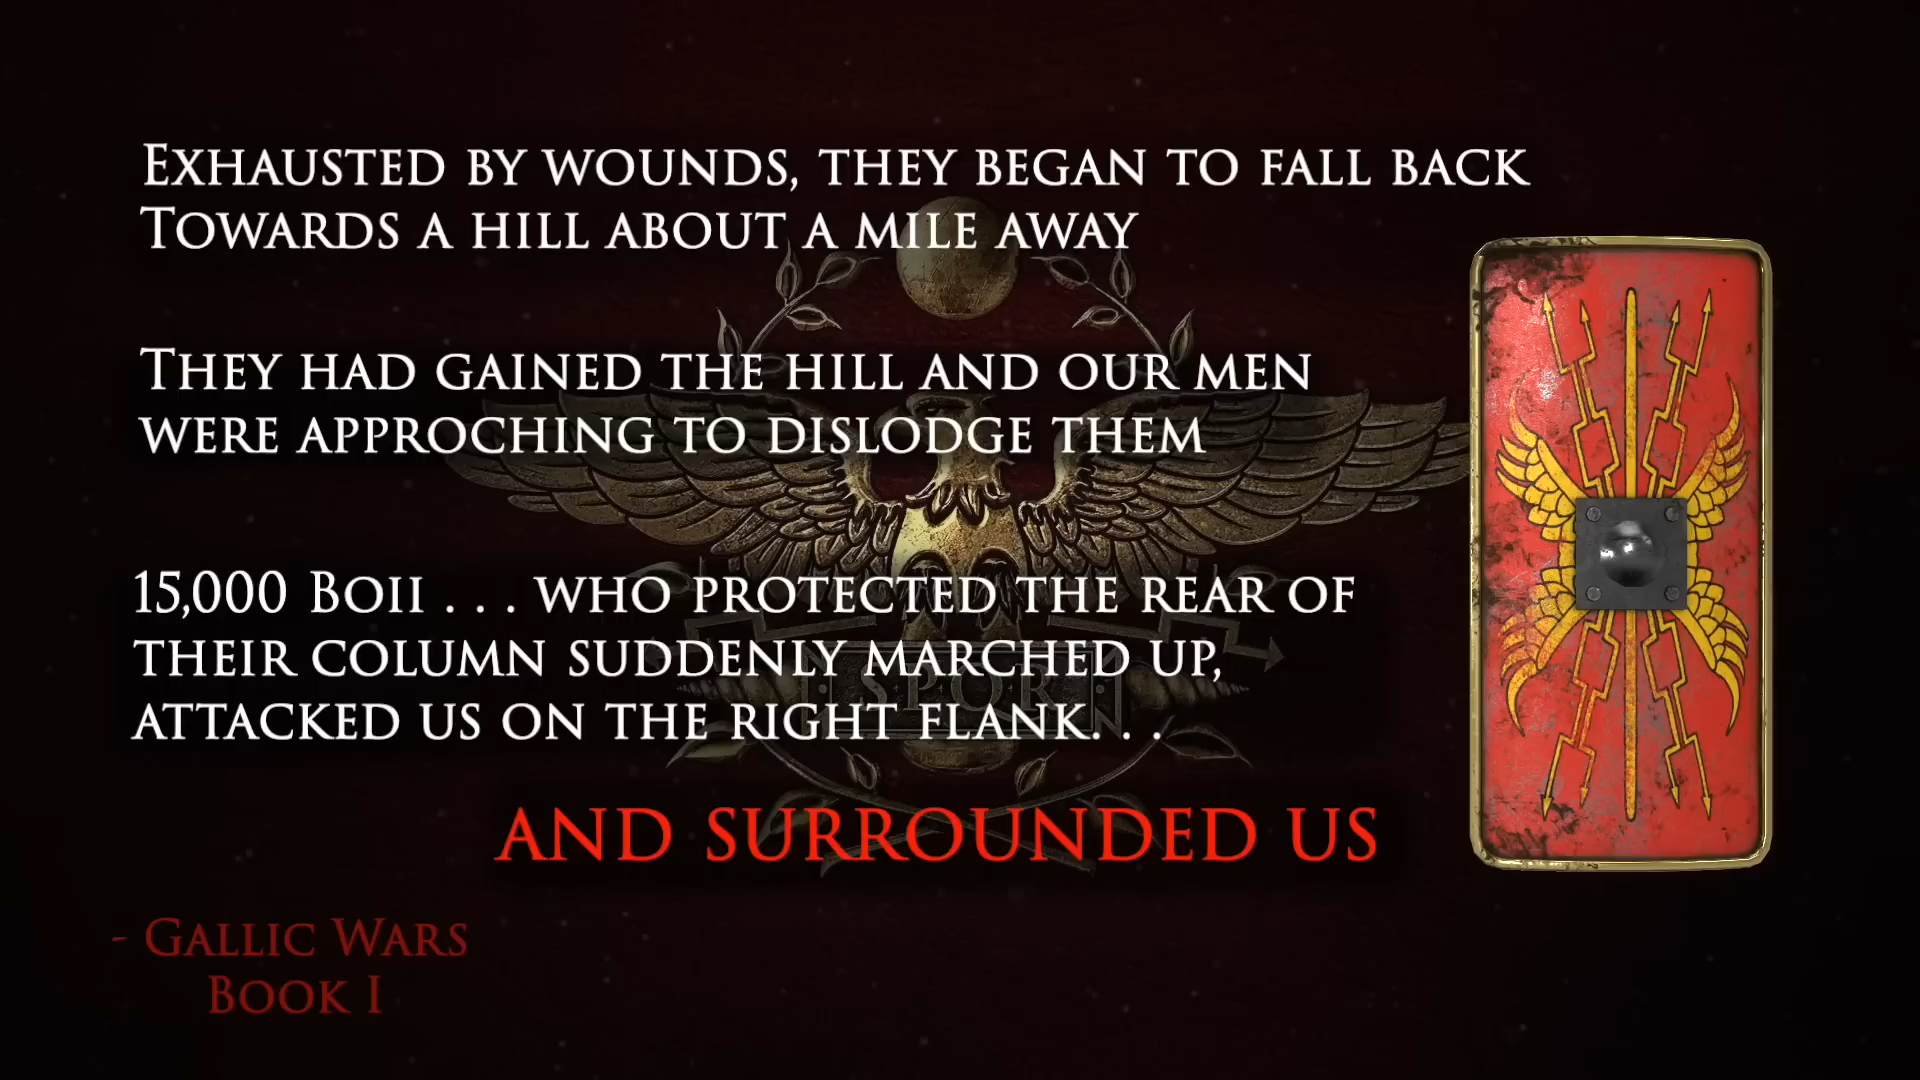 Exhausted by wounds, they began to fall back
Towards a hill about a mile away
They had gained the hill and our men
were approching to dislodge them
15,000 Boii . . . who protected the rear of
their column suddenly marched up,
attacked us on the right flank. . .
and surrounded us
SPQR
- Gallic Wars
Book I